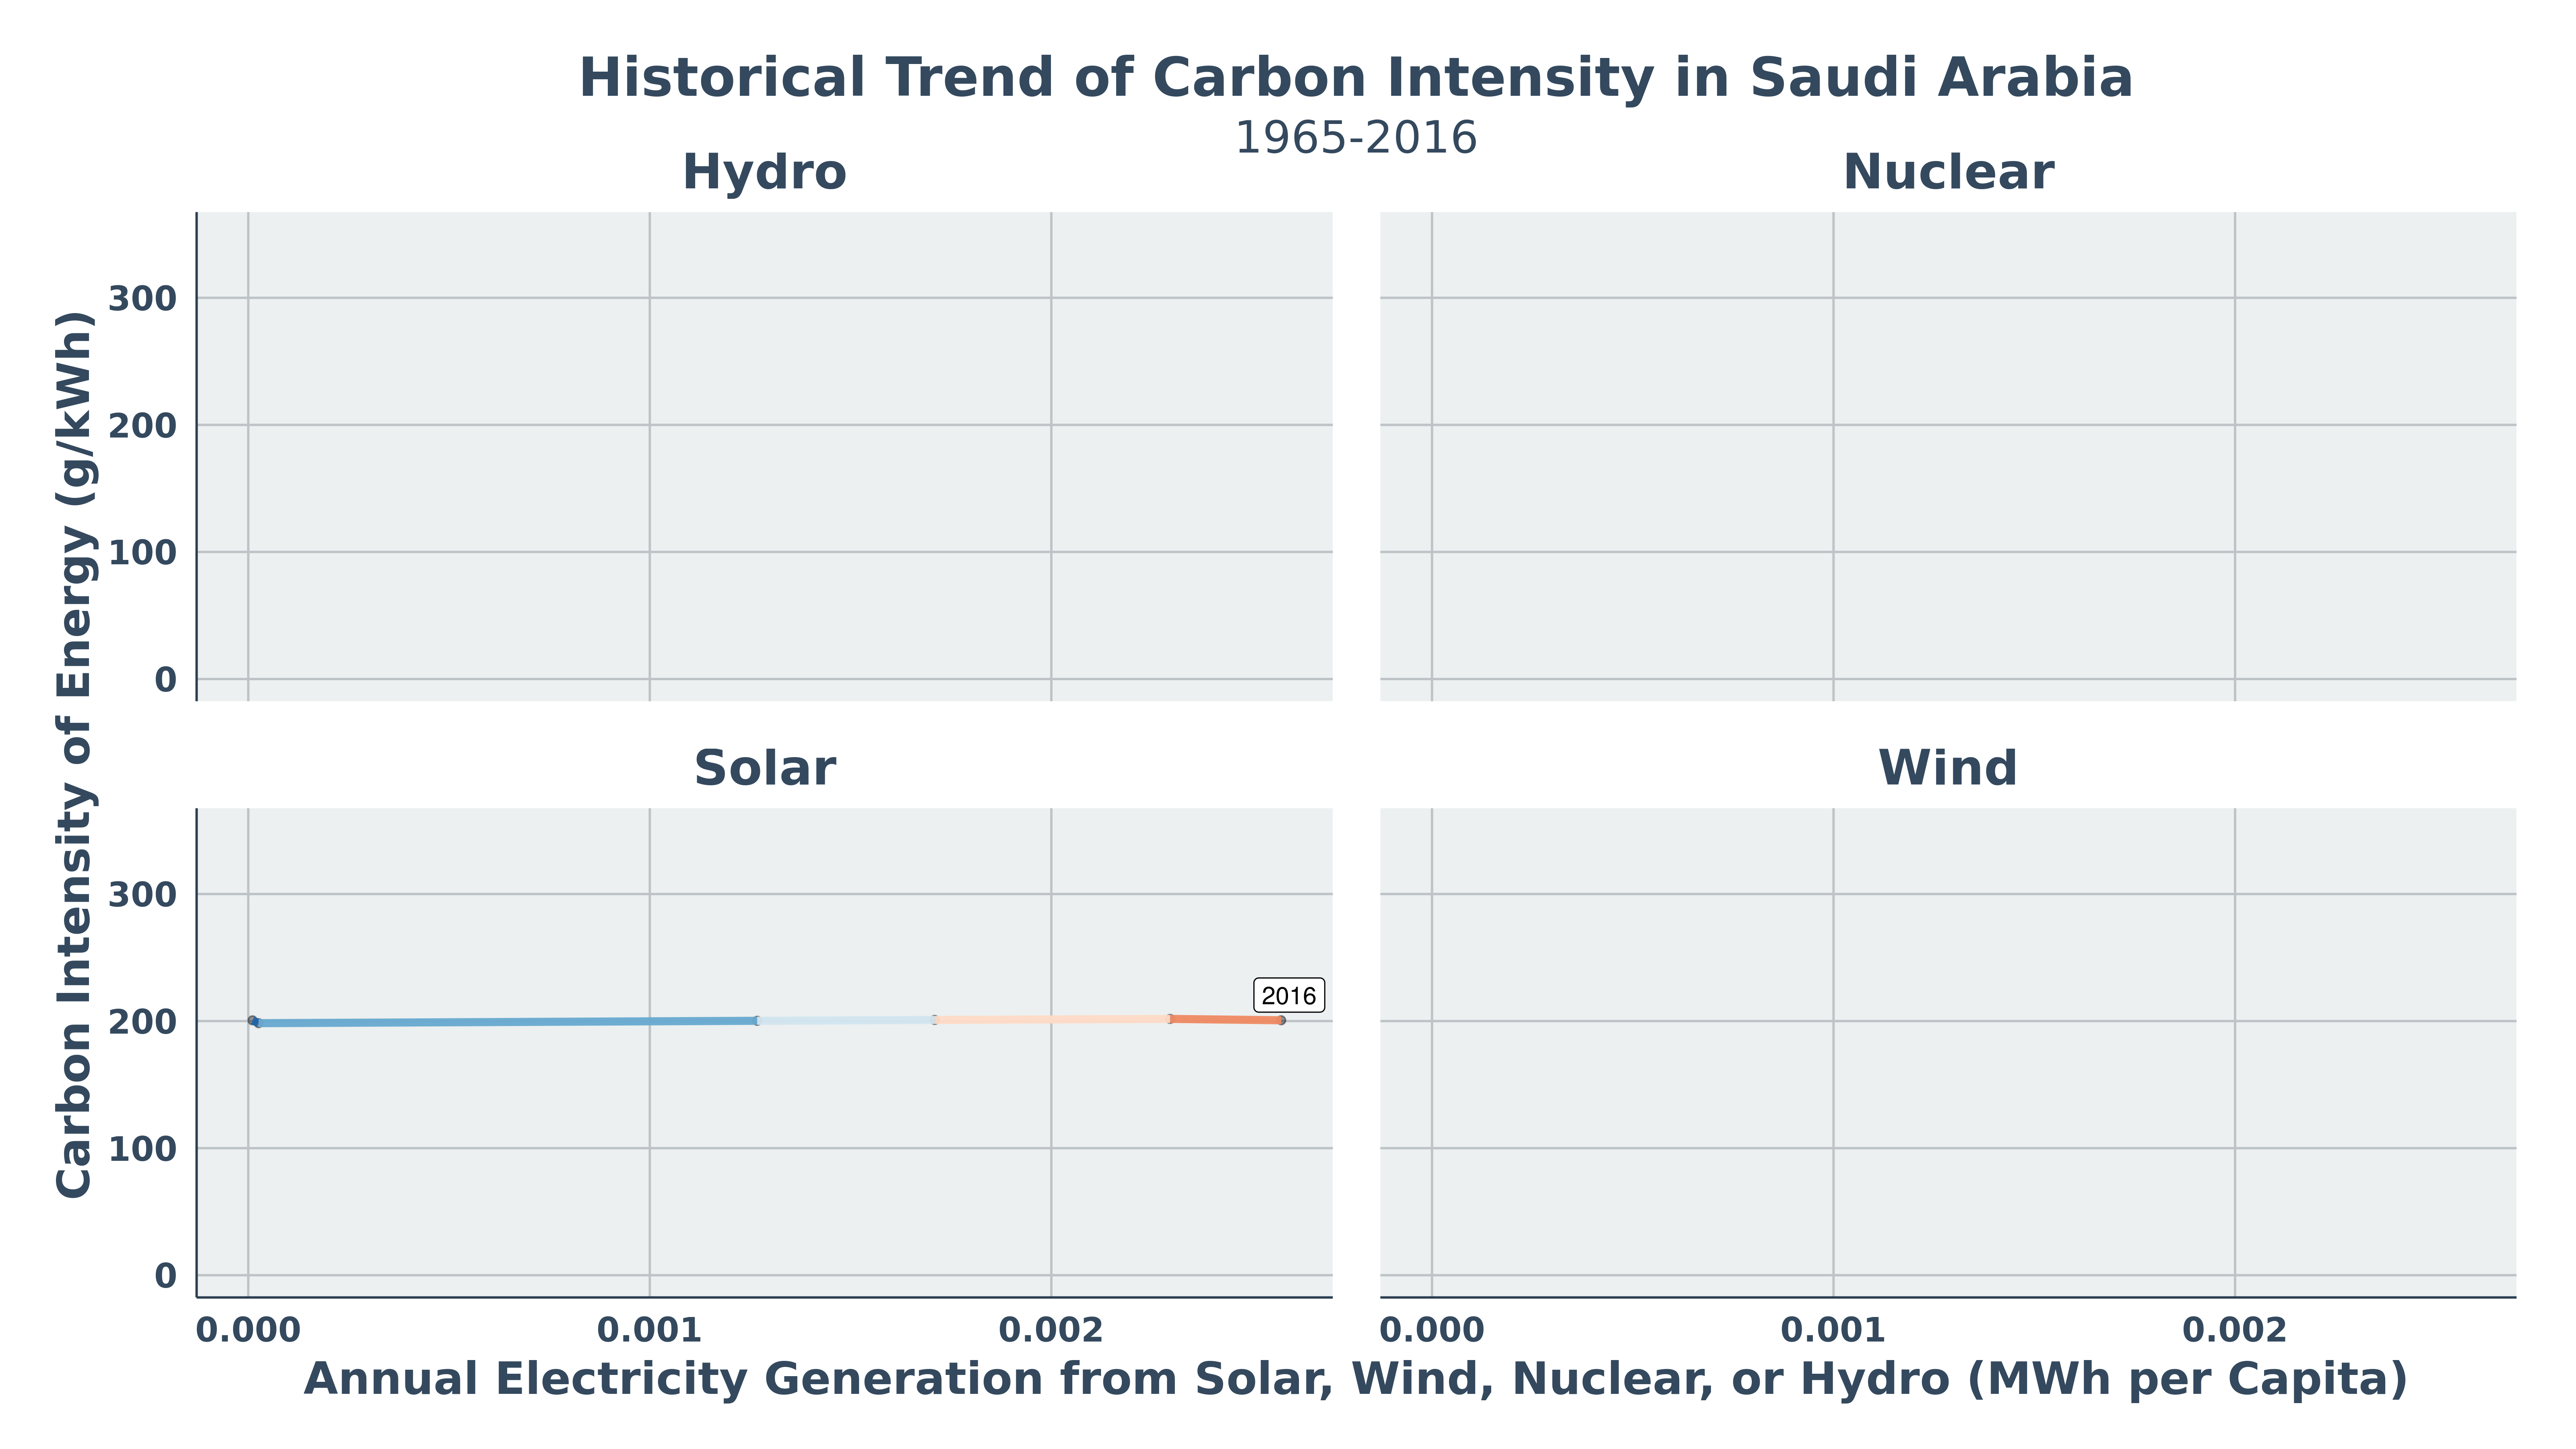 Historical Trend of Carbon Intensity in Saudi Arabia
1965-2016
Hydro
Nuclear
300
200
100
0
Carbon Intensity of Energy (g/kWh)
Solar
Wind
300
200
100
0
2016
0.000
0.001
0.002
0.000
0.001
0.002
Annual Electricity Generation from Solar, Wind, Nuclear, or Hydro (MWh per Capita)